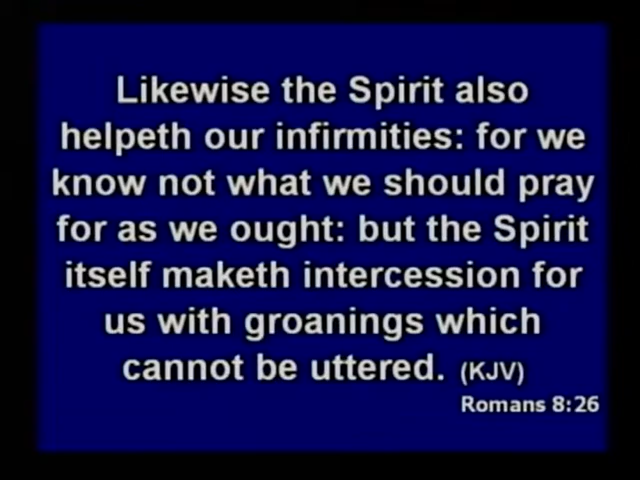 Likewise the Spirit also
helpeth our infirmities: for we
know not what we should pray
for as we ought: but the Spirit
itself maketh intercession for
us with groanings which
cannot be uttered. (KJV)
Romans 8:26